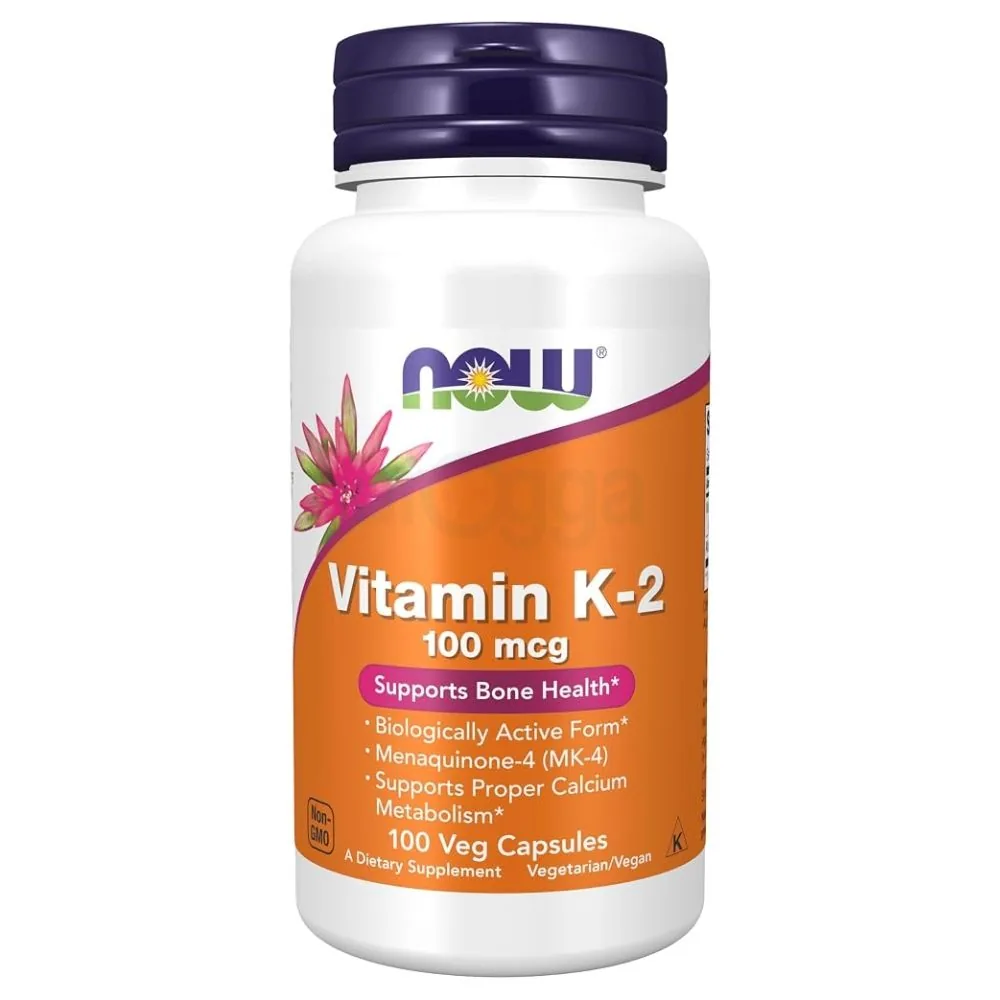 NOW®
Vitamin K-2
100 mcg
Supports Bone Health*
· Biologically Active Form*
· Menaquinone-4 (MK-4)
· Supports Proper Calcium
Metabolism*
Non-
GMO
100 Veg Capsules
K
A Dietary Supplement Vegetarian/Vegan